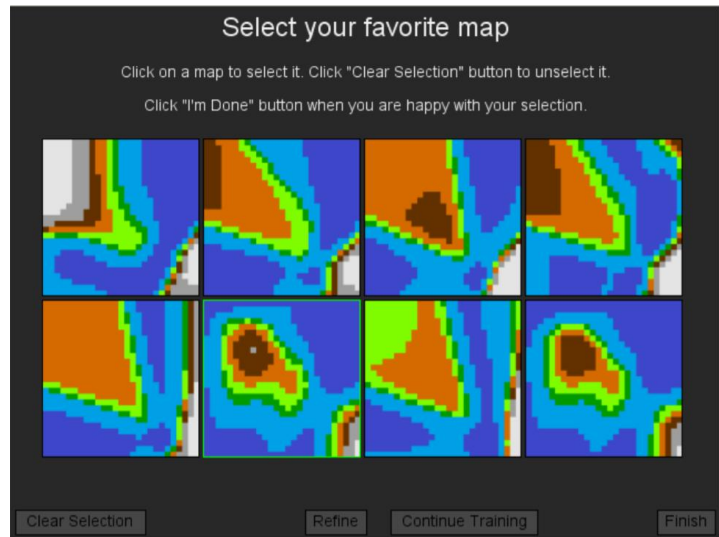 Select your favorite map
Click on a map to select it. Click "Clear Selection" button to unselect it.
Click "I'm Done" button when you are happy with your selection.
Clear Selection
Refine
Continue Training
Finish